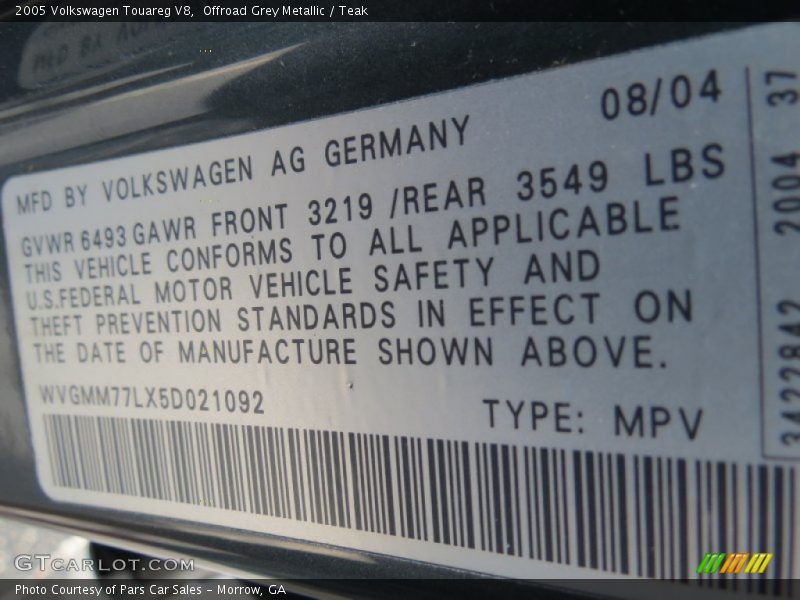 2005 Volkswagen Touareg V8,  Offroad Grey Metallic / Teak
08/04
MFD BY VOLKSWAGEN AG GERMANY
GVWR 6493 GAWR FRONT 3219 /REAR 3549 LBS
THIS VEHICLE CONFORMS TO ALL APPLICABLE
U.S.FEDERAL MOTOR VEHICLE SAFETY AND
THEFT PREVENTION STANDARDS IN EFFECT ON
THE DATE OF MANUFACTURE SHOWN ABOVE.
WVGMM77LX5D021092
TYPE: MPV
3422842 2004 37
GTCarLot.com
Photo Courtesy of Pars Car Sales - Morrow, GA